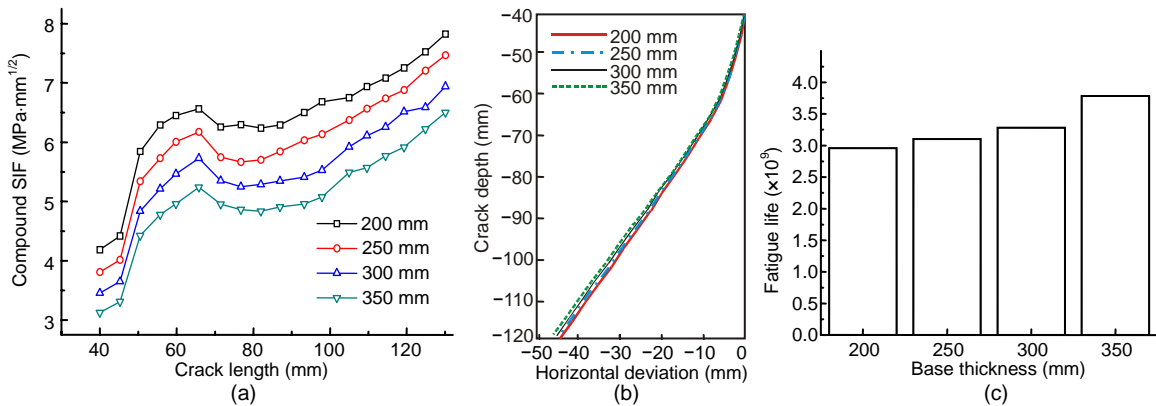 (a)
Compound SIF (MPa·mm1/2)
8
7
6
5
4
3
200 mm
250 mm
300 mm
350 mm
40 60 80 100 120
Crack length (mm)
(b)
Crack depth (mm)
−40
−50
−60
−70
−80
−90
−100
−110
−120
200 mm
250 mm
300 mm
350 mm
−50 −40 −30 −20 −10 0
Horizontal deviation (mm)
(b)
Fatigue life (×10⁹)
4.0
3.5
3.0
2.5
2.0
1.5
1.0
0.5
0.0
200 250 300 350
Base thickness (mm)
(a)
(c)